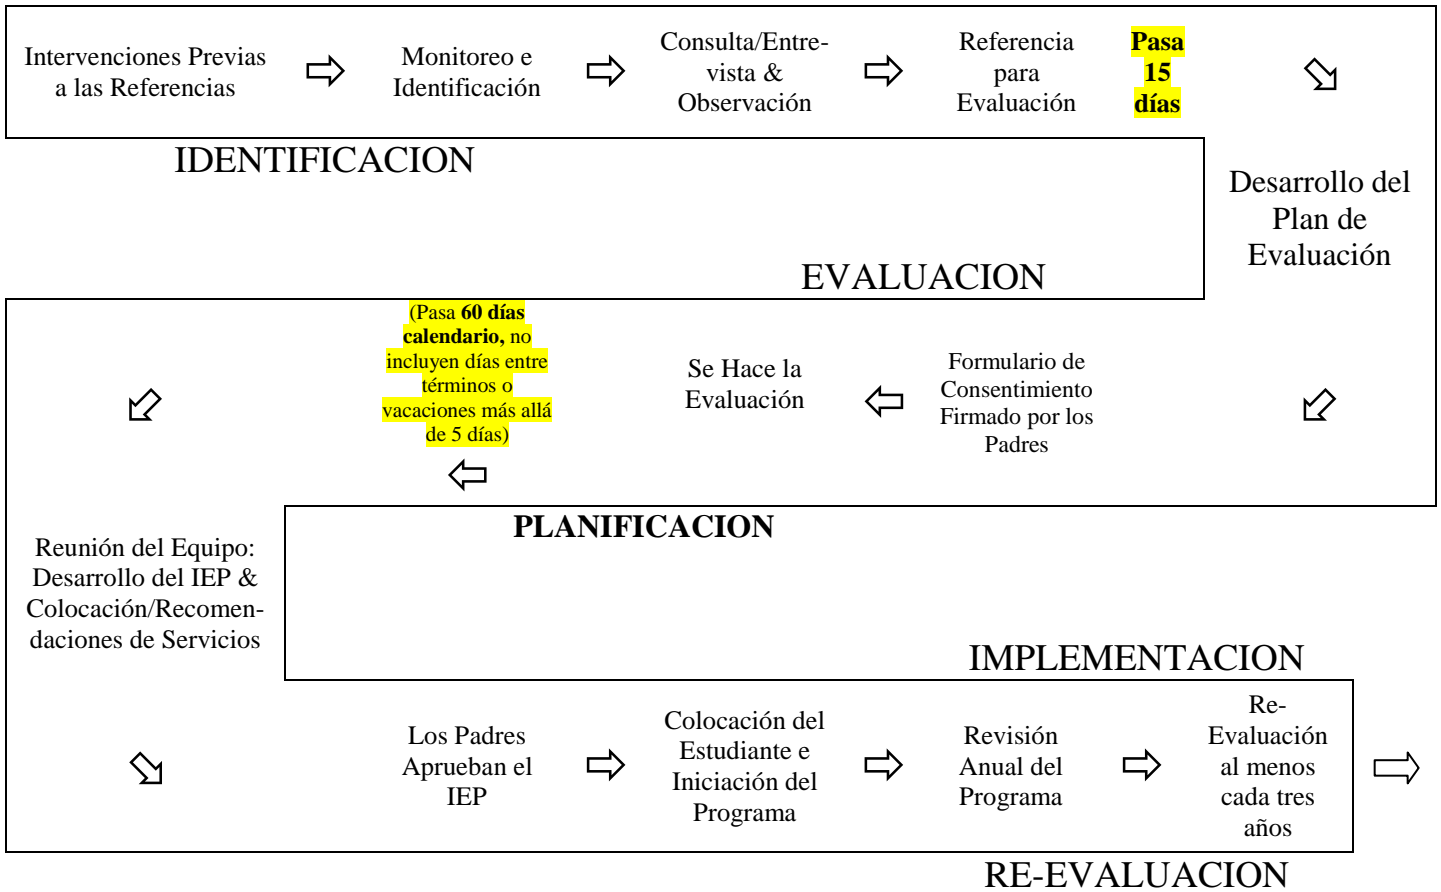 Intervenciones Previas
a las Referencias
Monitoreo e
Identificación
Consulta/Entre-
vista &
Observación
Referencia
para
Evaluación
Pasa
15
días
IDENTIFICACION
Desarrollo del
Plan de
Evaluación
EVALUACION
Formulario de
Consentimiento
Firmado por los
Padres
Se Hace la
Evaluación
(Pasa 60 días
calendario, no
incluyen días entre
términos o
vacaciones más allá
de 5 días)
PLANIFICACION
Reunión del Equipo:
Desarrollo del IEP &
Colocación/Recomen-
daciones de Servicios
IMPLEMENTACION
Los Padres
Aprueban el
IEP
Colocación del
Estudiante e
Iniciación del
Programa
Revisión
Anual del
Programa
Re-
Evaluación
al menos
cada tres
años
RE-EVALUACION